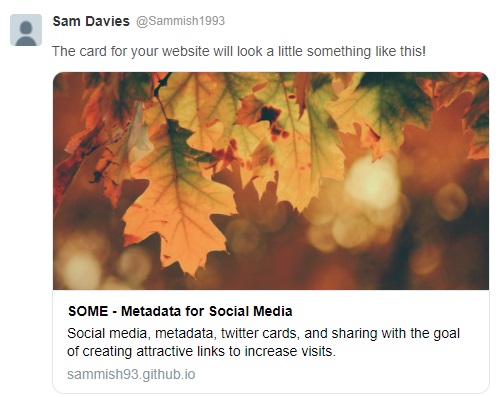 Sam Davies @Sammish1993
The card for your website will look a little something like this!
SOME - Metadata for Social Media
Social media, metadata, twitter cards, and sharing with the goal
of creating attractive links to increase visits.
sammish93.github.io